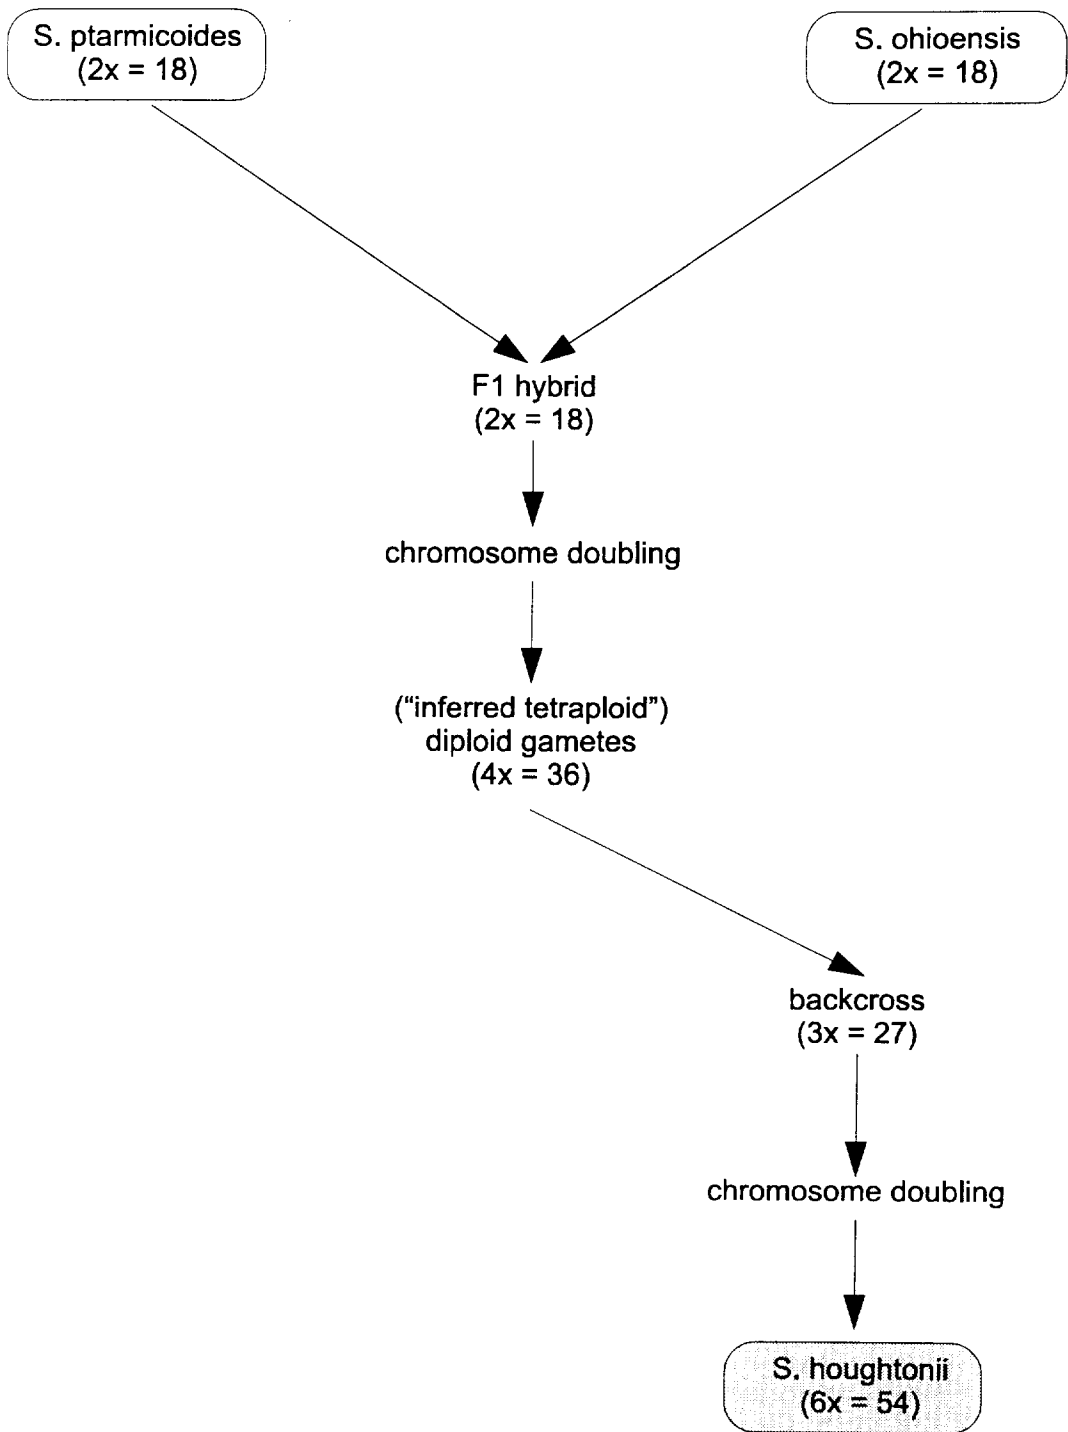 S. ptarmicoides
(2x = 18)
S. ohioensis
(2x = 18)
F1 hybrid
(2x = 18)
chromosome doubling
(“inferred tetraploid”)
diploid gametes
(4x = 36)
backcross
(3x = 27)
chromosome doubling
S. houghtonii
(6x = 54)